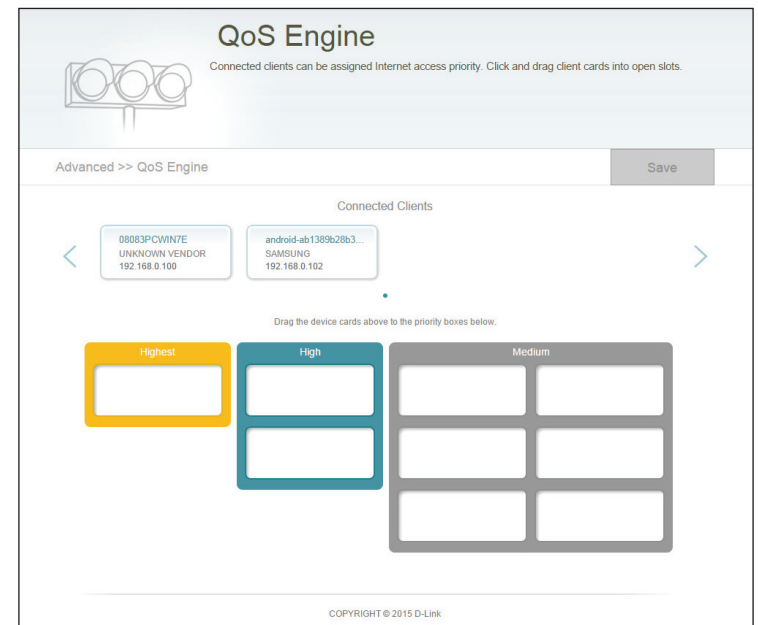 QoS Engine
Connected clients can be assigned Internet access priority. Click and drag client cards into open slots.
Advanced >> QoS Engine
Save
Connected Clients
08083PCWIN7E
UNKNOWN VENDOR
192.168.0.100
android-ab1389b28b3...
SAMSUNG
192.168.0.102
Drag the device cards above to the priority boxes below.
Highest
High
Medium
COPYRIGHT © 2015 D-Link